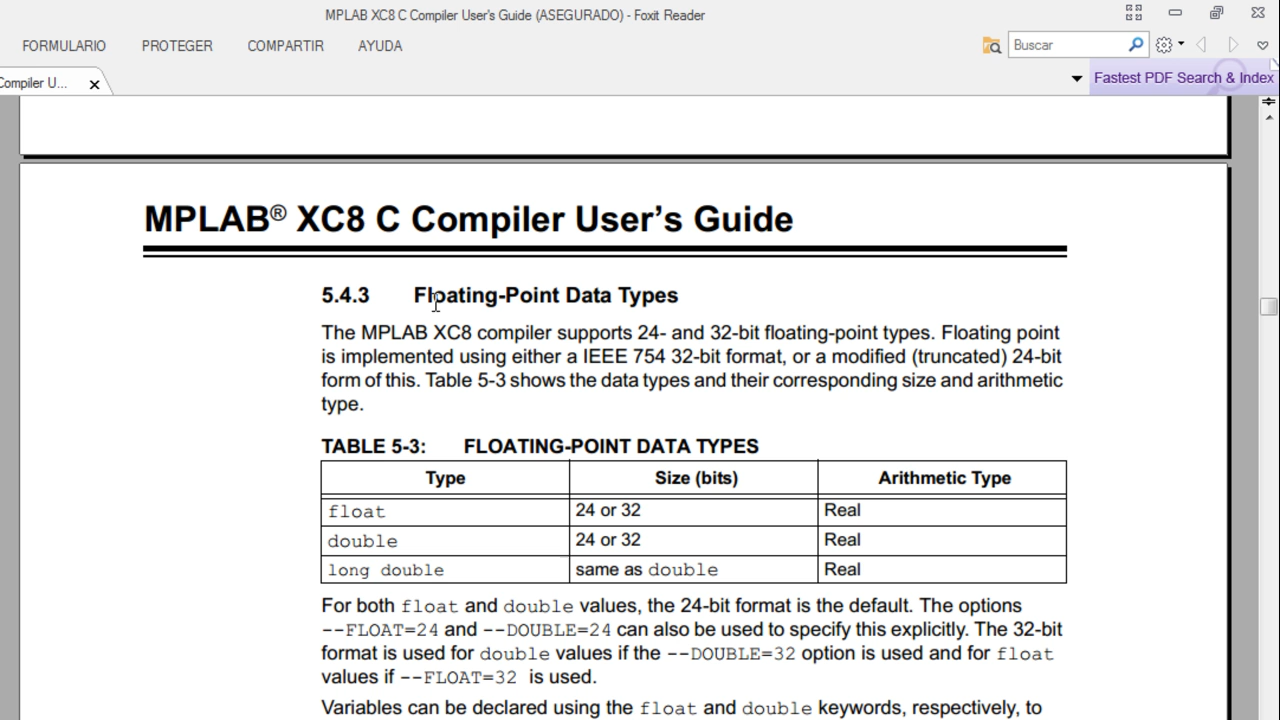 MPLAB XC8 C Compiler User's Guide (ASEGURADO) - Foxit Reader
FORMULARIO PROTEGER COMPARTIR AYUDA
Buscar
Compiler U...
Fastest PDF Search & Index
MPLAB® XC8 C Compiler User's Guide
5.4.3 Floating-Point Data Types
The MPLAB XC8 compiler supports 24- and 32-bit floating-point types. Floating point
is implemented using either a IEEE 754 32-bit format, or a modified (truncated) 24-bit
form of this. Table 5-3 shows the data types and their corresponding size and arithmetic
type.
TABLE 5-3: FLOATING-POINT DATA TYPES
Type Size (bits) Arithmetic Type
float 24 or 32 Real
double 24 or 32 Real
long double same as double Real
For both float and double values, the 24-bit format is the default. The options
--FLOAT=24 and --DOUBLE=24 can also be used to specify this explicitly. The 32-bit
format is used for double values if the --DOUBLE=32 option is used and for float
values if --FLOAT=32 is used.
Variables can be declared using the float and double keywords, respectively, to